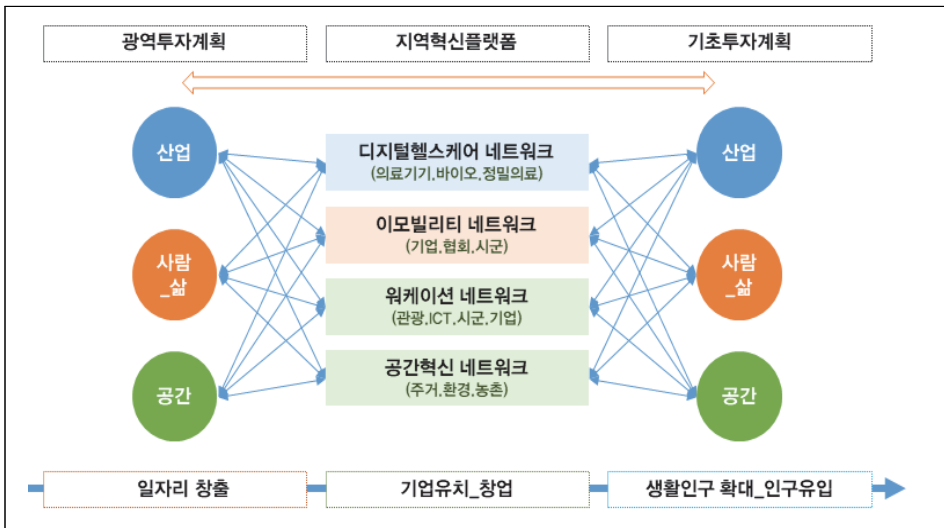 광역투자계획
지역혁신플랫폼
기초투자계획
산업
사람
_삶
공간
디지털헬스케어 네트워크
(의료기기.바이오.정밀의료)
이모빌리티 네트워크
(기업.협회.시군)
워케이션 네트워크
(관광.ICT.시군.기업)
공간혁신 네트워크
(주거.환경.농촌)
산업
사람
_삶
공간
일자리 창출
기업유치_창업
생활인구 확대_인구유입